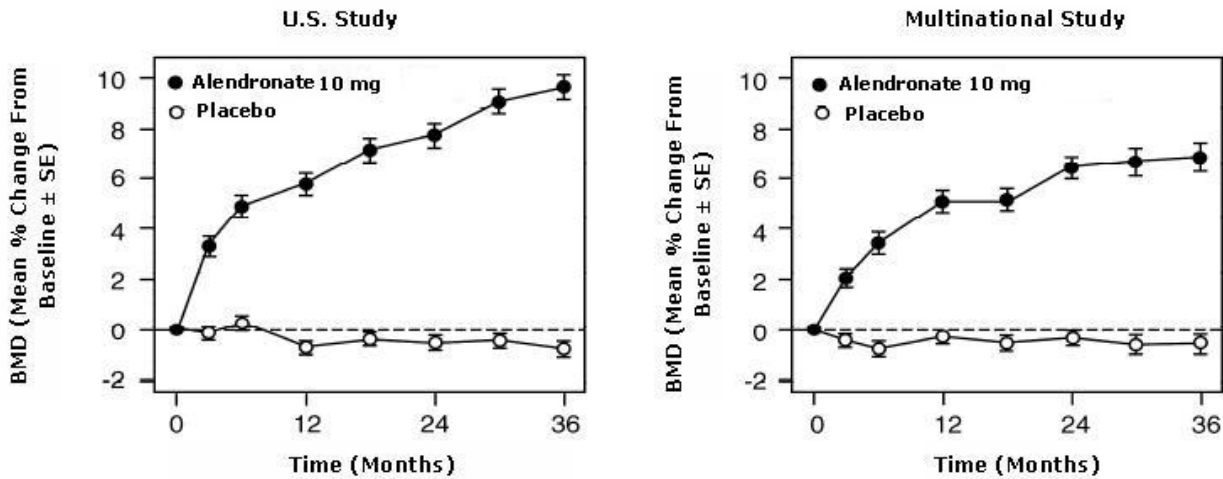 U.S. Study
BMD (Mean % Change From
Baseline ± SE)
10
8
6
4
2
0
-2
Alendronate 10 mg
Placebo
0
12
24
36
Time (Months)
Multinational Study
BMD (Mean % Change From
Baseline ± SE)
10
8
6
4
2
0
-2
Alendronate 10 mg
Placebo
0
12
24
36
Time (Months)